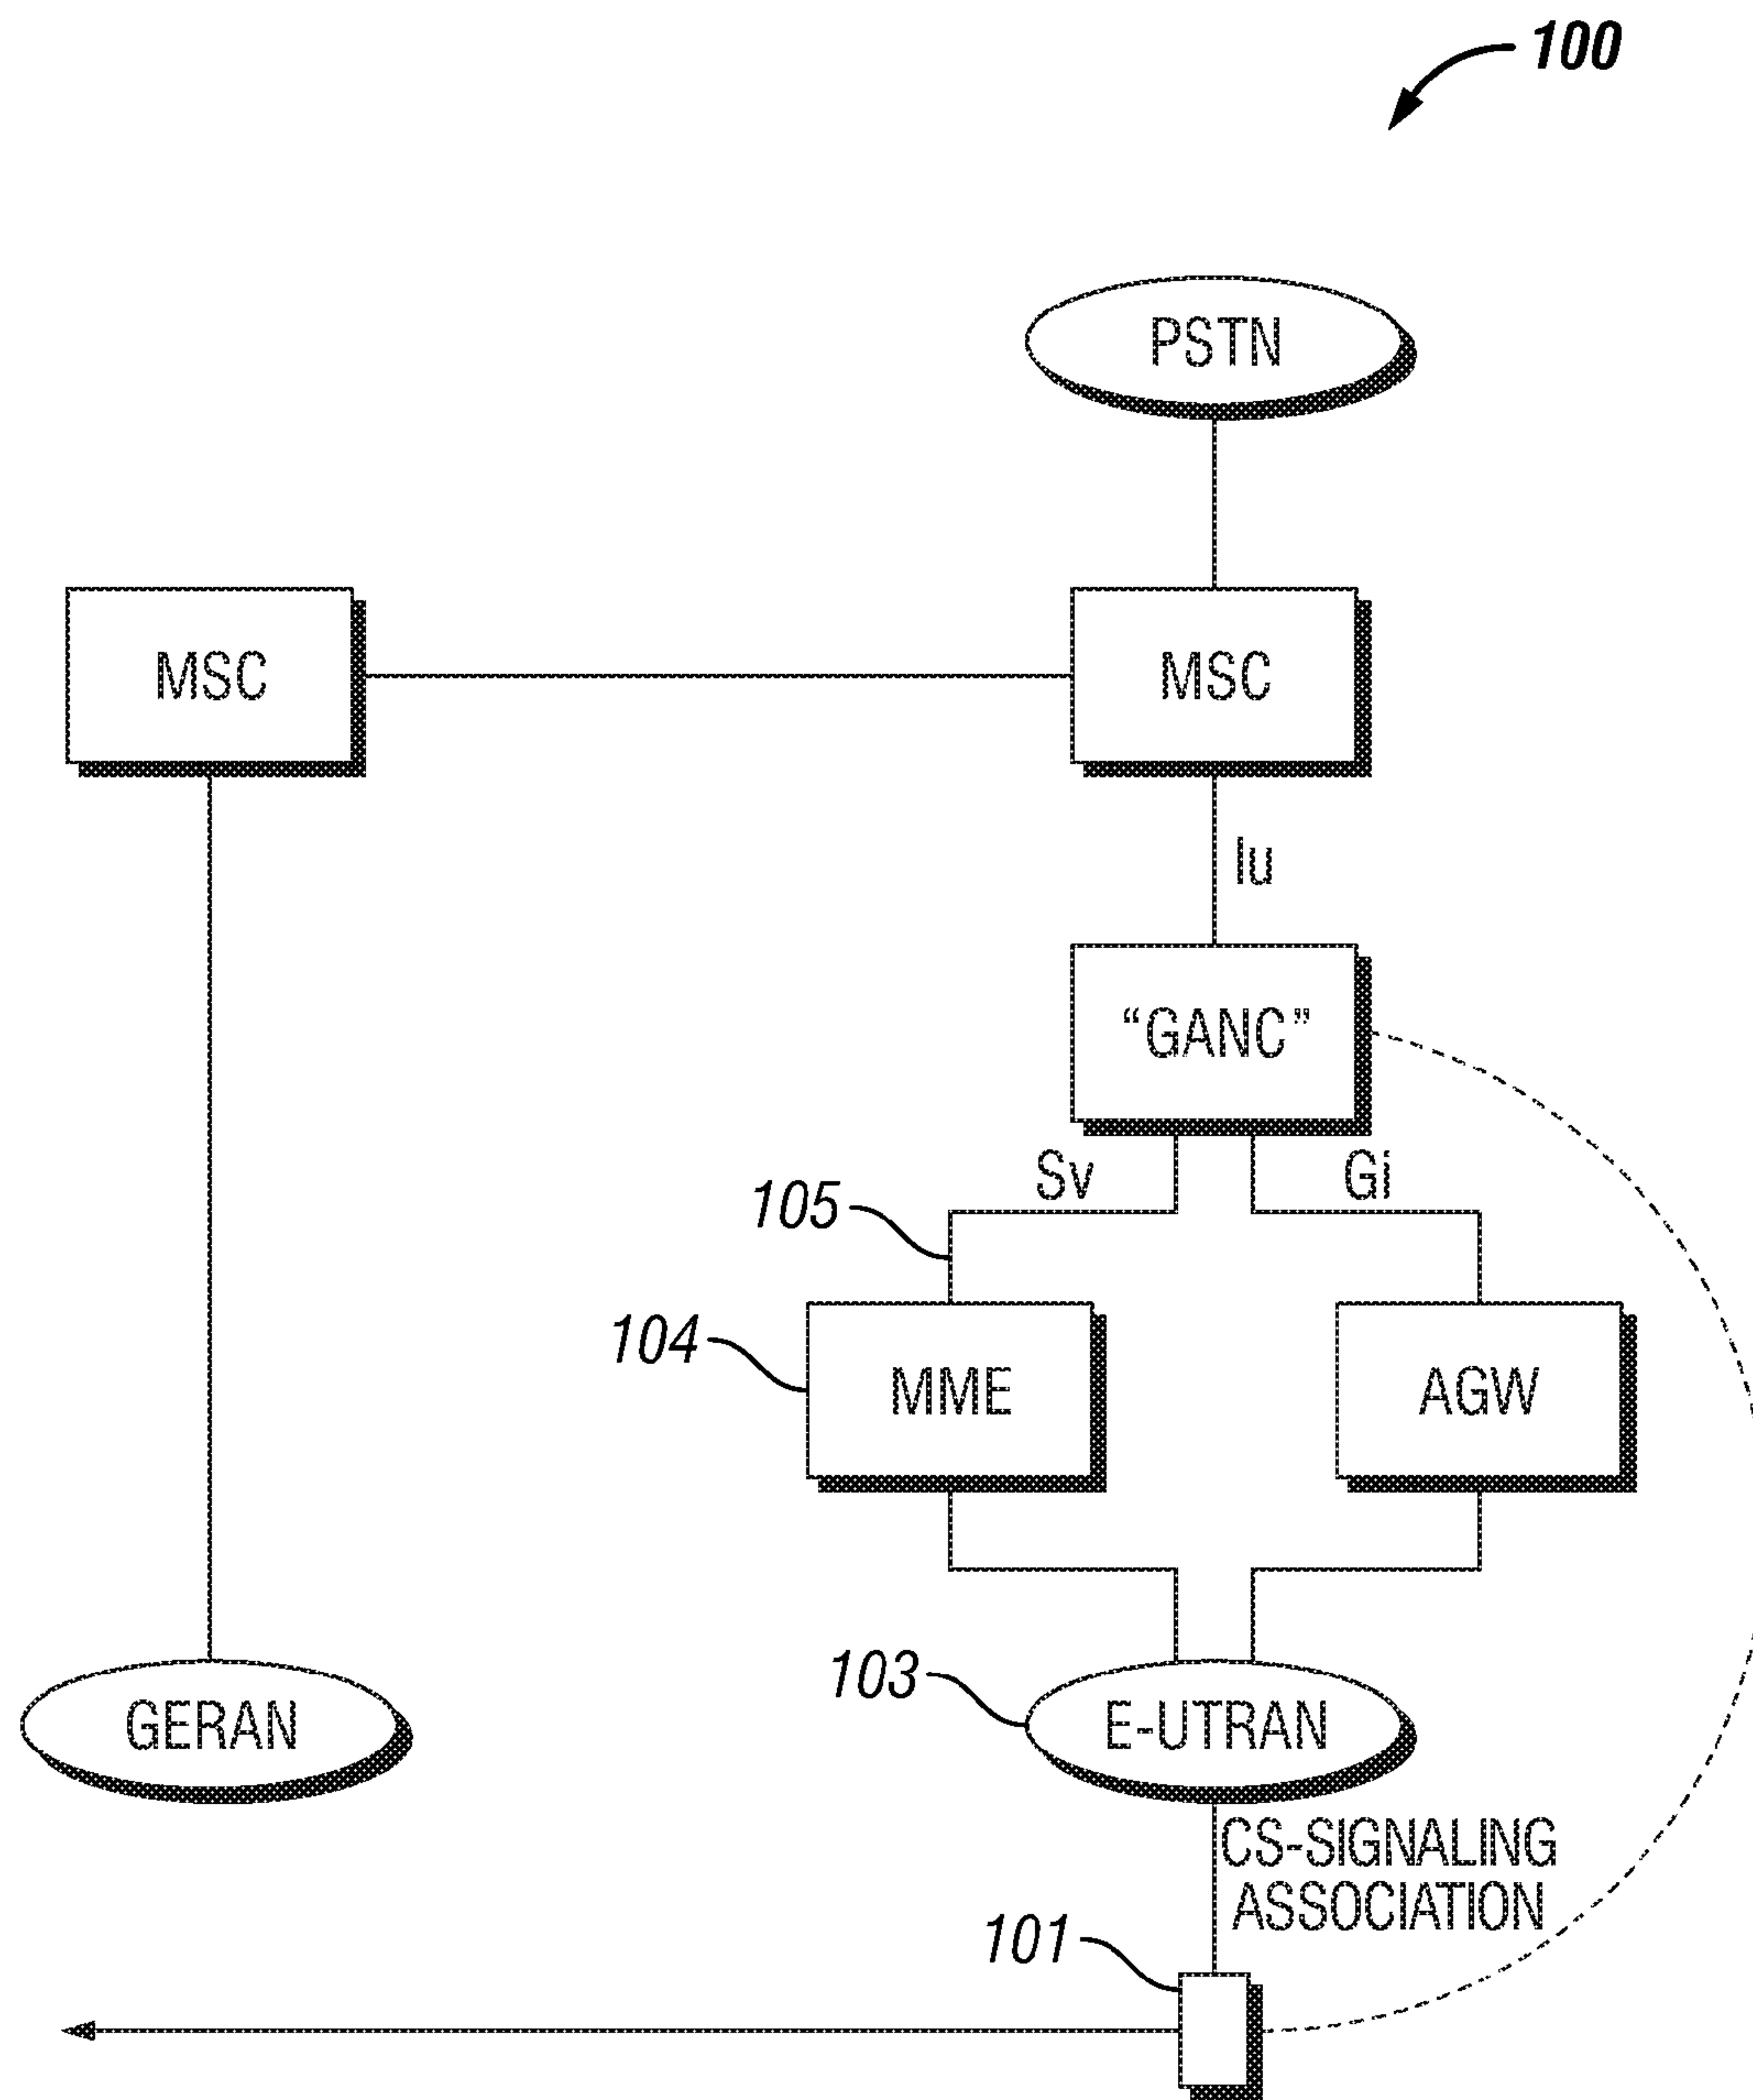 100
PSTN
MSC
MSC
Iu
“GANC”
Sv
Gi
105
104
MME
AGW
103
GERAN
E-UTRAN
CS-SIGNALING
ASSOCIATION
101